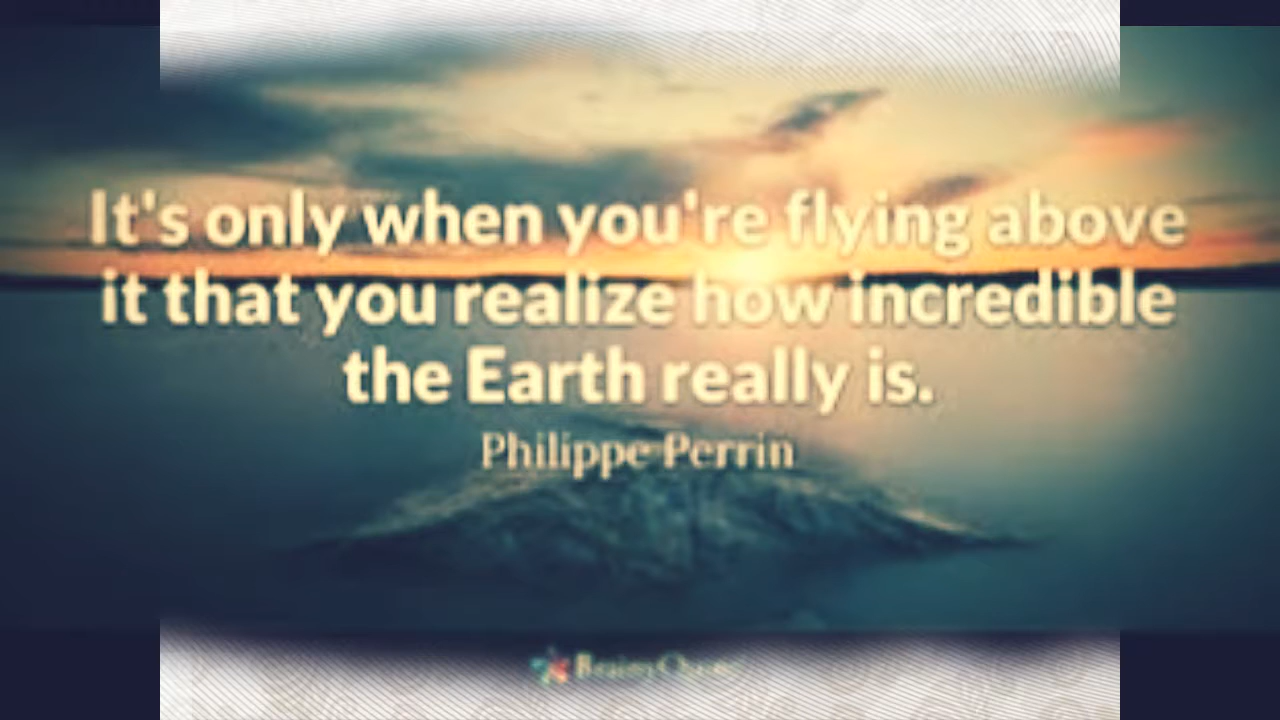 It's only when you're flying above
it that you realize how incredible
the Earth really is.
Philippe Perrin
BrainyQuote